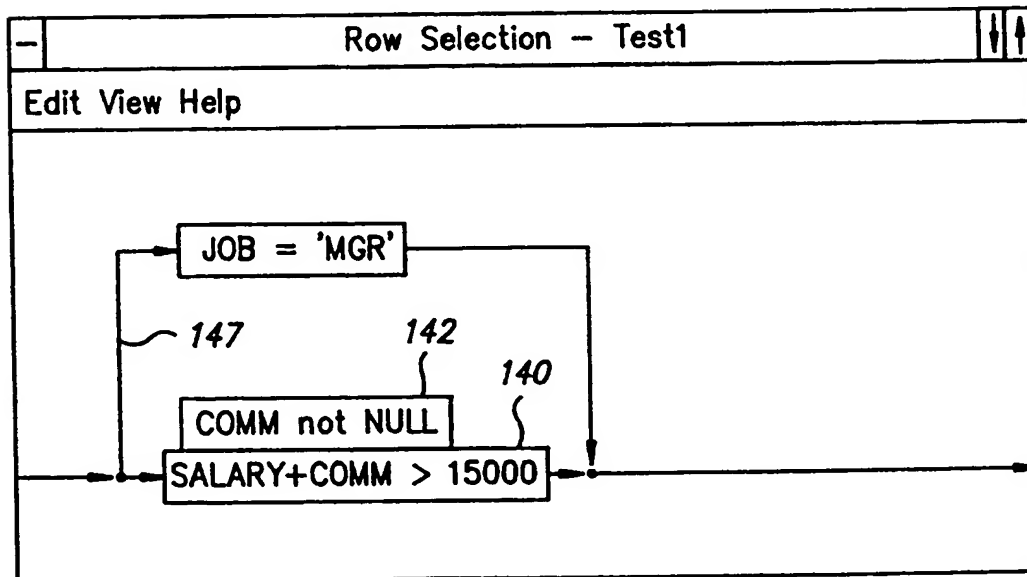 Row Selection – Test1
Edit View Help
JOB = 'MGR'
147
142
140
COMM not NULL
SALARY+COMM > 15000